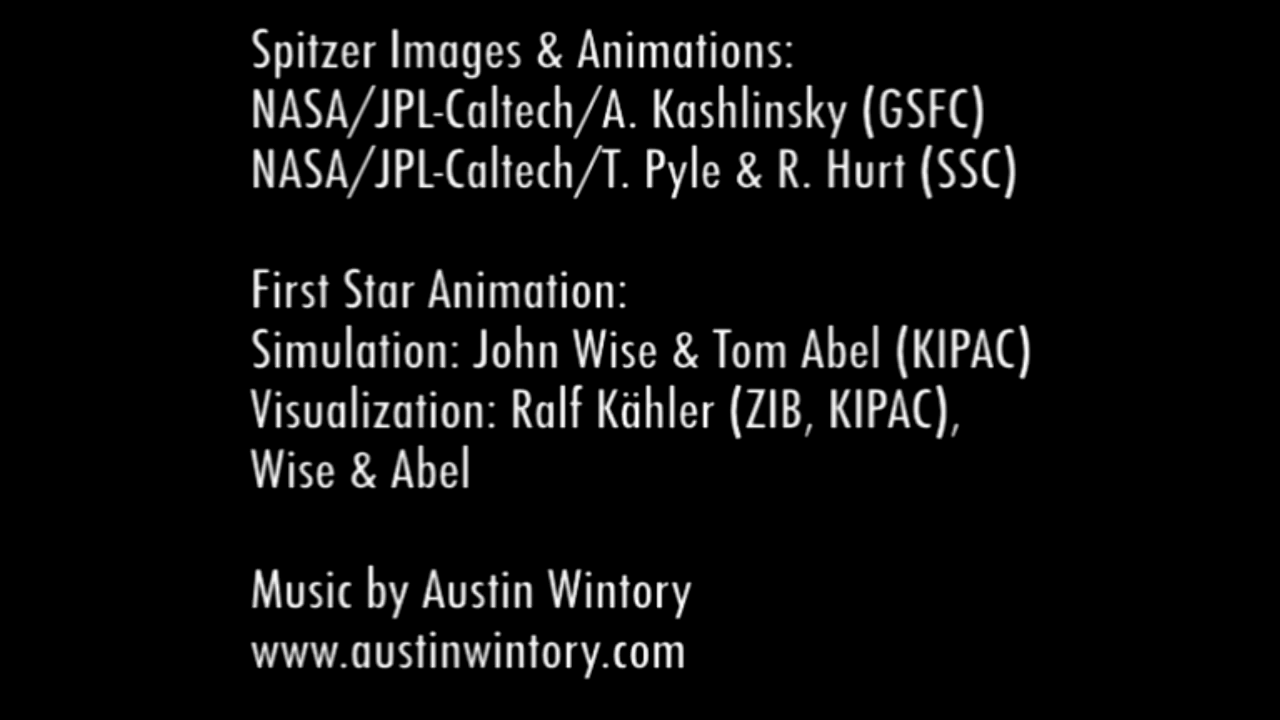 Spitzer Images & Animations:
NASA/JPL-Caltech/A. Kashlinsky (GSFC)
NASA/JPL-Caltech/T. Pyle & R. Hurt (SSC)
First Star Animation:
Simulation: John Wise & Tom Abel (KIPAC)
Visualization: Ralf Kähler (ZIB, KIPAC),
Wise & Abel
Music by Austin Wintory
www.austinwintory.com